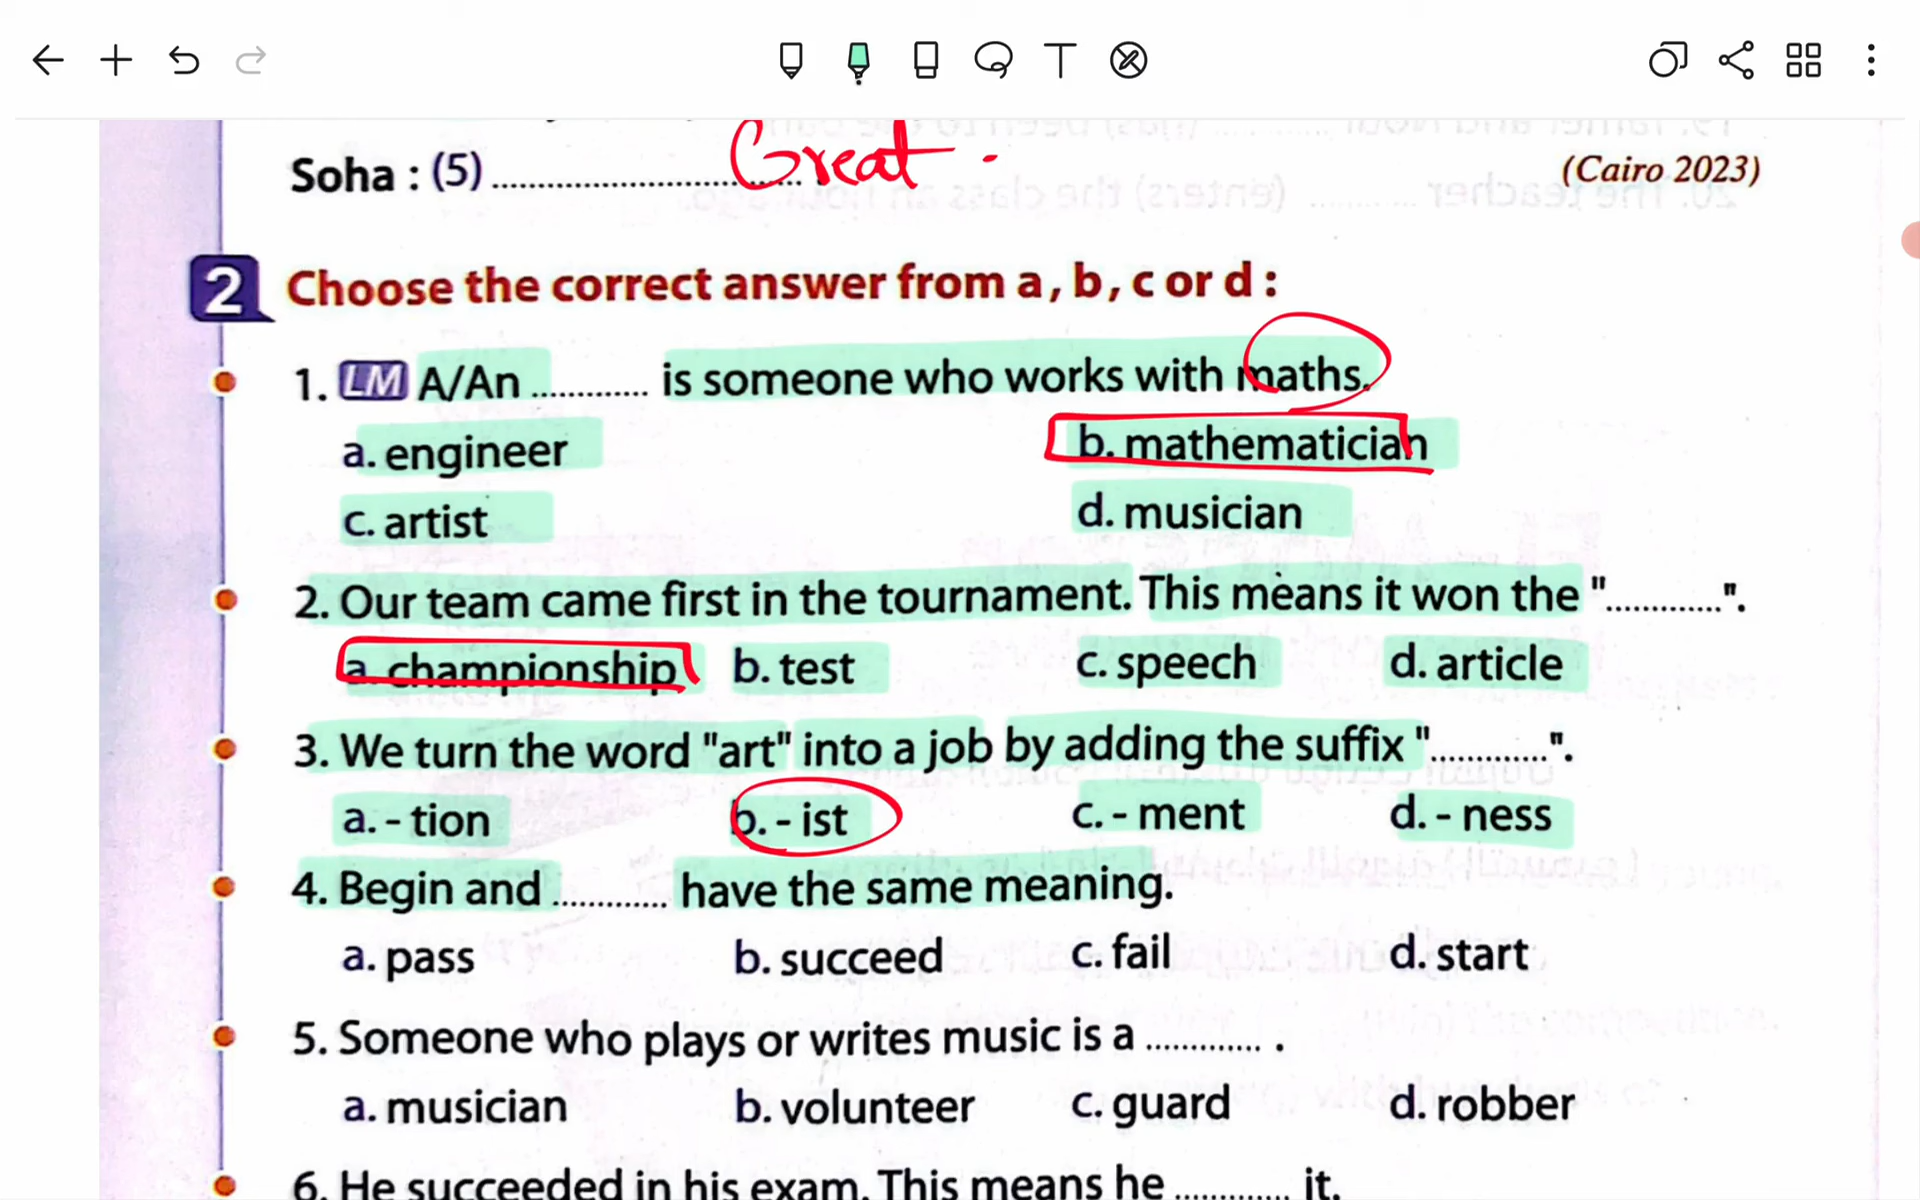 Great .
Soha : (5) ........................
(Cairo 2023)
2 Choose the correct answer from a, b, c or d :
1. LM A/An ............ is someone who works with maths.
a. engineer b. mathematician
c. artist d. musician
2. Our team came first in the tournament. This means it won the "............".
a. championship b. test c. speech d. article
3. We turn the word "art" into a job by adding the suffix "............".
a. - tion b. - ist c. - ment d. - ness
4. Begin and ............ have the same meaning.
a. pass b. succeed c. fail d. start
5. Someone who plays or writes music is a ............ .
a. musician b. volunteer c. guard d. robber
6. He succeeded in his exam. This means he ............ it.